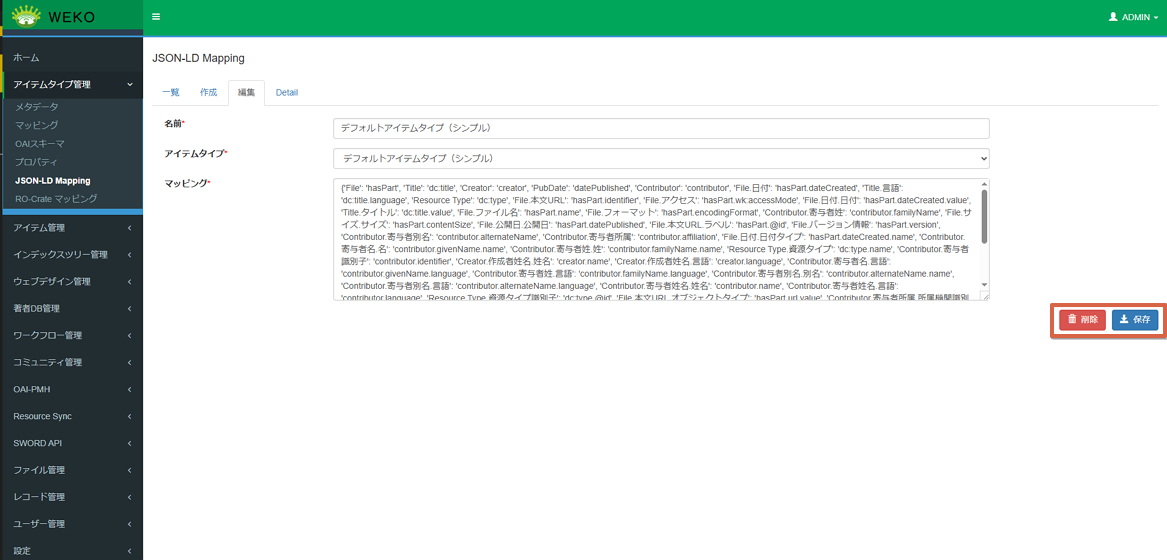 WEKO
ADMIN
ホーム
アイテムタイプ管理
メタデータ
マッピング
OAIスキーマ
プロパティ
JSON-LD Mapping
RO-Crate マッピング
アイテム管理
インデックスツリー管理
ウェブデザイン管理
著者DB管理
ワークフロー管理
コミュニティ管理
OAI-PMH
Resource Sync
SWORD API
ファイル管理
レコード管理
ユーザー管理
設定
JSON-LD Mapping
一覧 作成 編集 Detail
名前*
デフォルトアイテムタイプ（シンプル）
アイテムタイプ*
デフォルトアイテムタイプ（シンプル）
マッピング*
{'File': 'hasPart', 'Title': 'dc:title', 'Creator': 'creator', 'PubDate': 'datePublished', 'Contributor': 'contributor', 'File.日付': 'hasPart.dateCreated', 'Title.言語':
'dc:title.language', 'Resource Type': 'dc:type', 'File.本文URL': 'hasPart.identifier', 'File.アクセス': 'hasPart.wk:accessMode', 'File.日付.日付': 'hasPart.dateCreated.value',
'Title.タイトル': 'dc:title.value', 'File.ファイル名': 'hasPart.name', 'File.フォーマット': 'hasPart.encodingFormat', 'Contributor.寄与者姓': 'contributor.familyName', 'File.サ
イズ.サイズ': 'hasPart.contentSize', 'File.公開日.公開日': 'hasPart.datePublished', 'File.本文URL.ラベル': 'hasPart.@id', 'File.バージョン情報': 'hasPart.version',
'Contributor.寄与者別名': 'contributor.alternateName', 'Contributor.寄与者所属': 'contributor.affiliation', 'File.日付.日付タイプ': 'hasPart.dateCreated.name', 'Contributor.
寄与者名.名': 'contributor.givenName.name', 'Contributor.寄与者姓.姓': 'contributor.familyName.name', 'Resource Type.資源タイプ': 'dc:type.name', 'Contributor.寄与者
識別子': 'contributor.identifier', 'Creator.作成者姓名.姓名': 'creator.name', 'Creator.作成者姓名.言語': 'creator.language', 'Contributor.寄与者名.言語':
'contributor.givenName.language', 'Contributor.寄与者姓.言語': 'contributor.familyName.language', 'Contributor.寄与者別名.別名': 'contributor.alternateName.name',
'Contributor.寄与者別名.言語': 'contributor.alternateName.language', 'Contributor.寄与者姓名.姓名': 'contributor.name', 'Contributor.寄与者姓名.言語':
'contributor.language', 'Resource Type.資源タイプ識別子': 'dc:type.@id', 'File.本文URL.オブジェクトタイプ': 'hasPart.url.value', 'Contributor.寄与者所属.所属機関識別
削除 保存